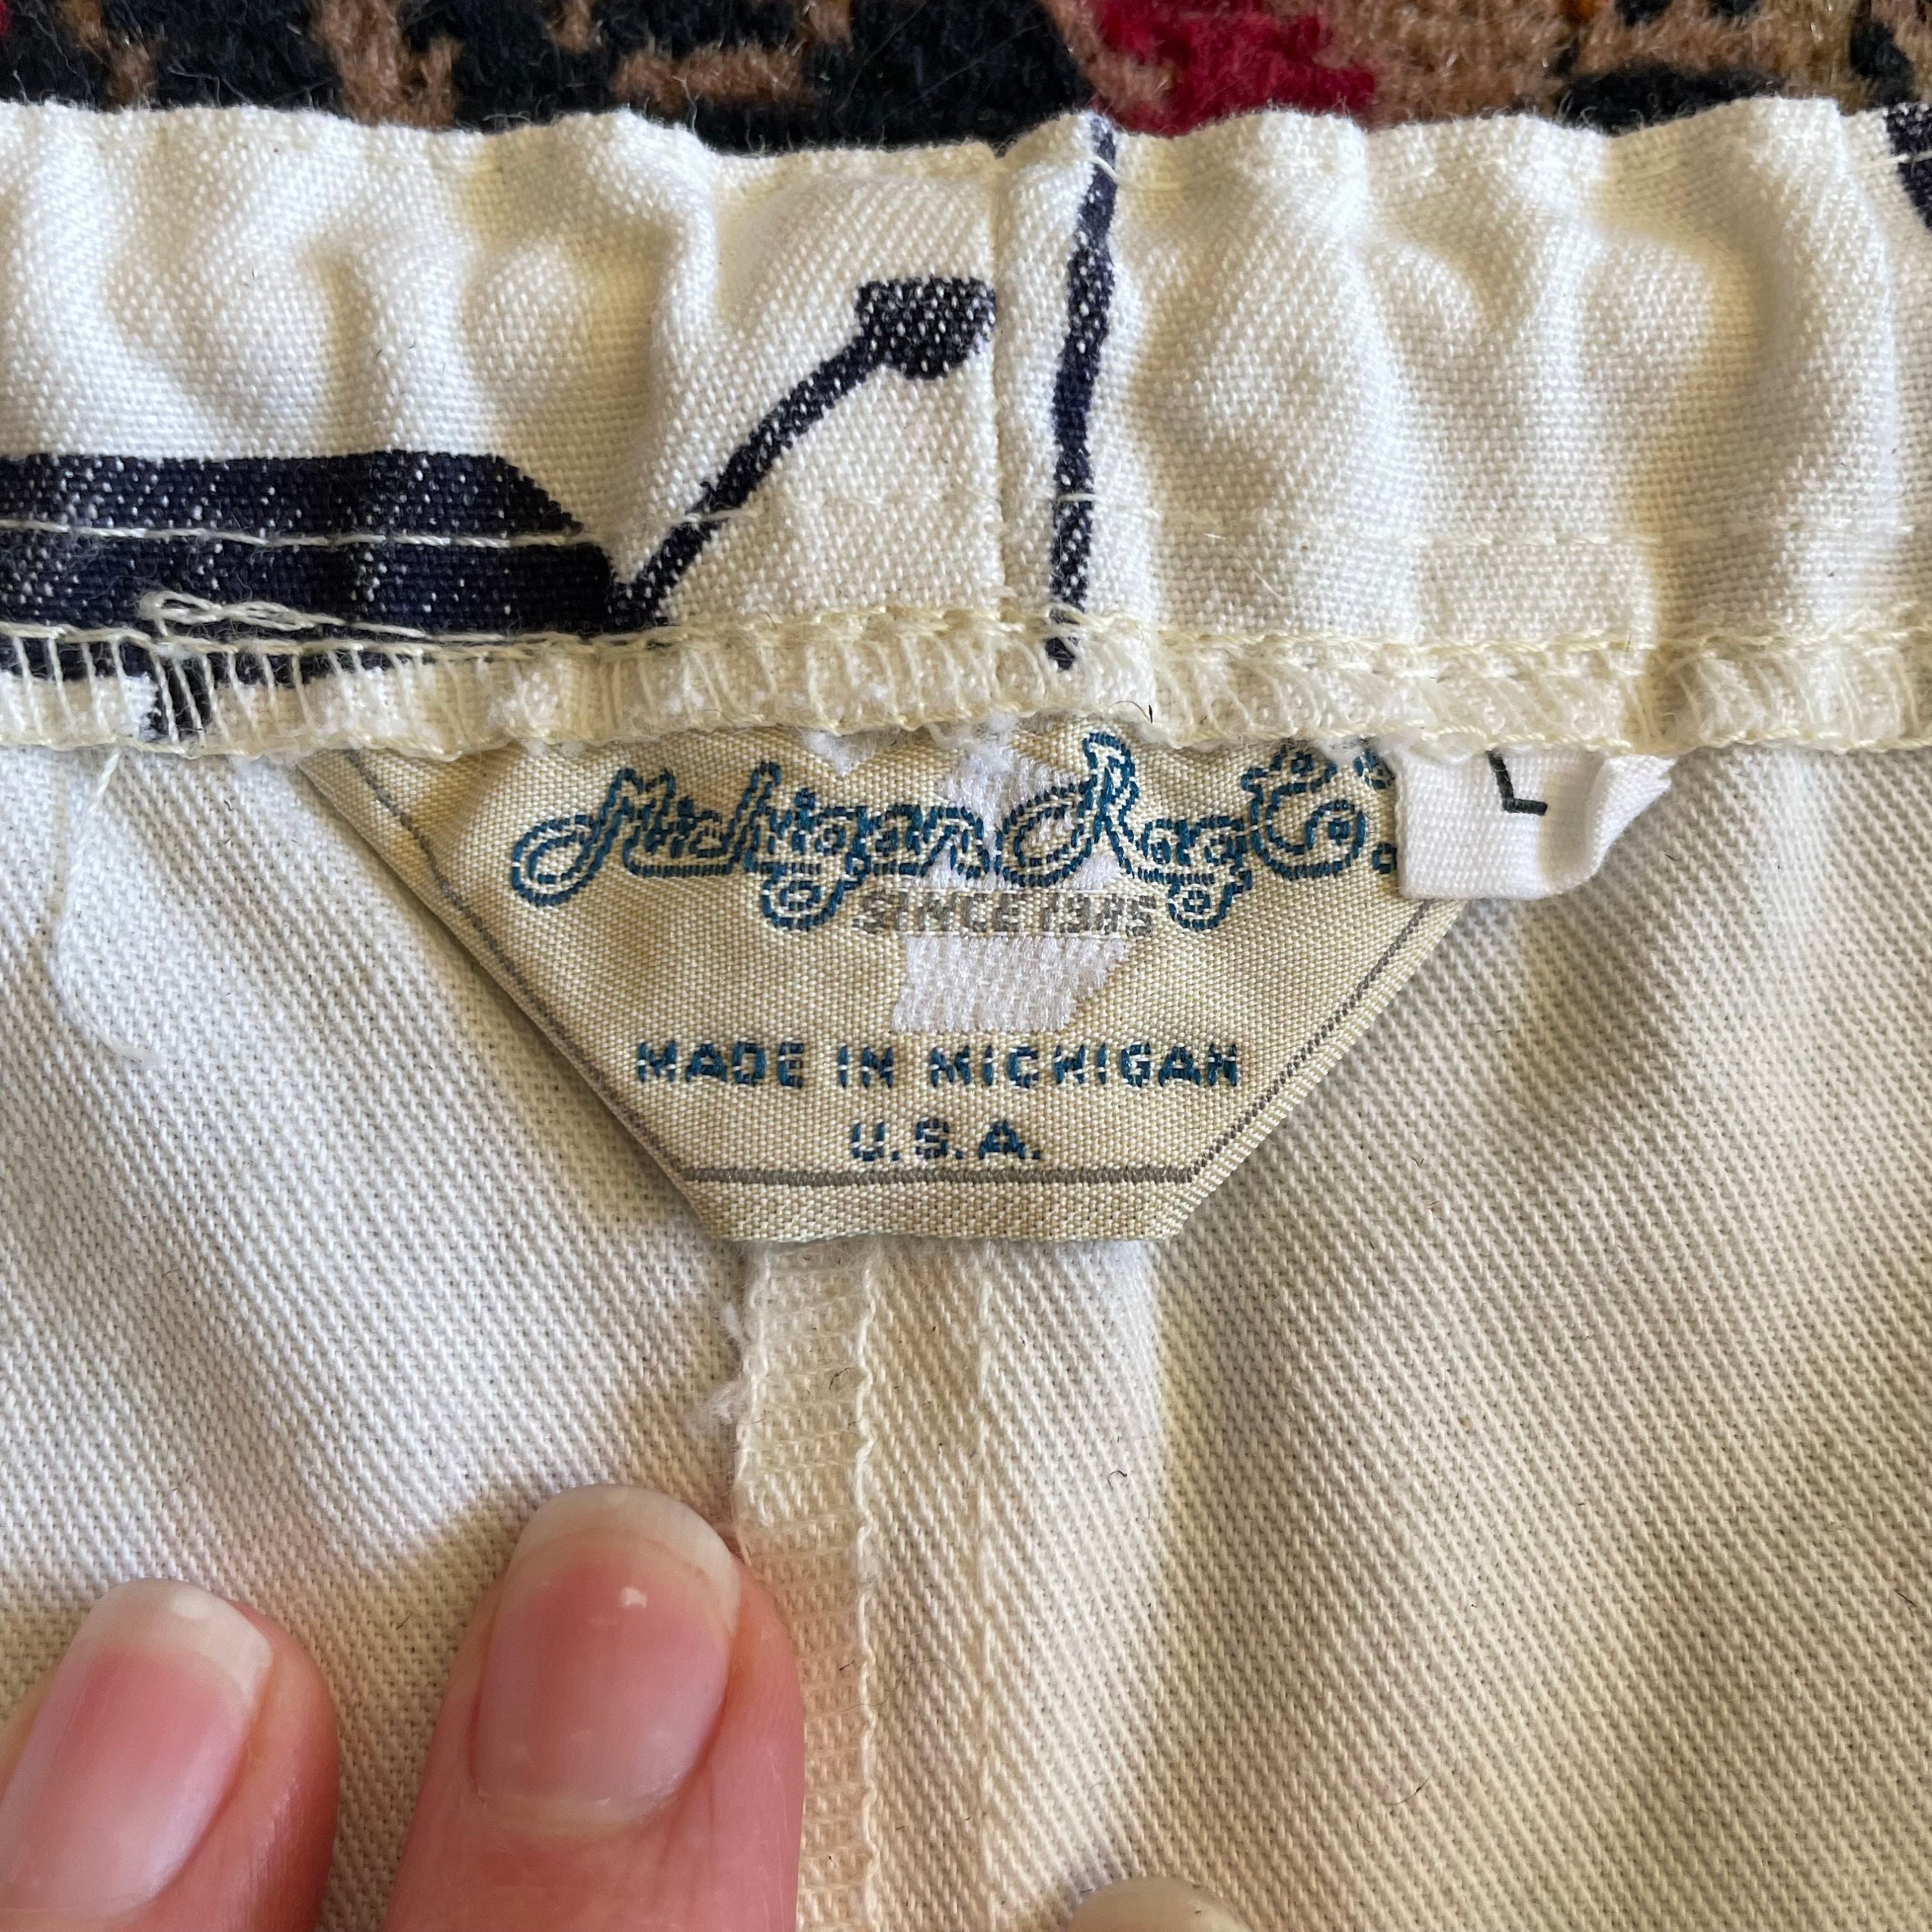 Michigan Rag Co.
L
SINCE 1985
MADE IN MICHIGAN
U.S.A.